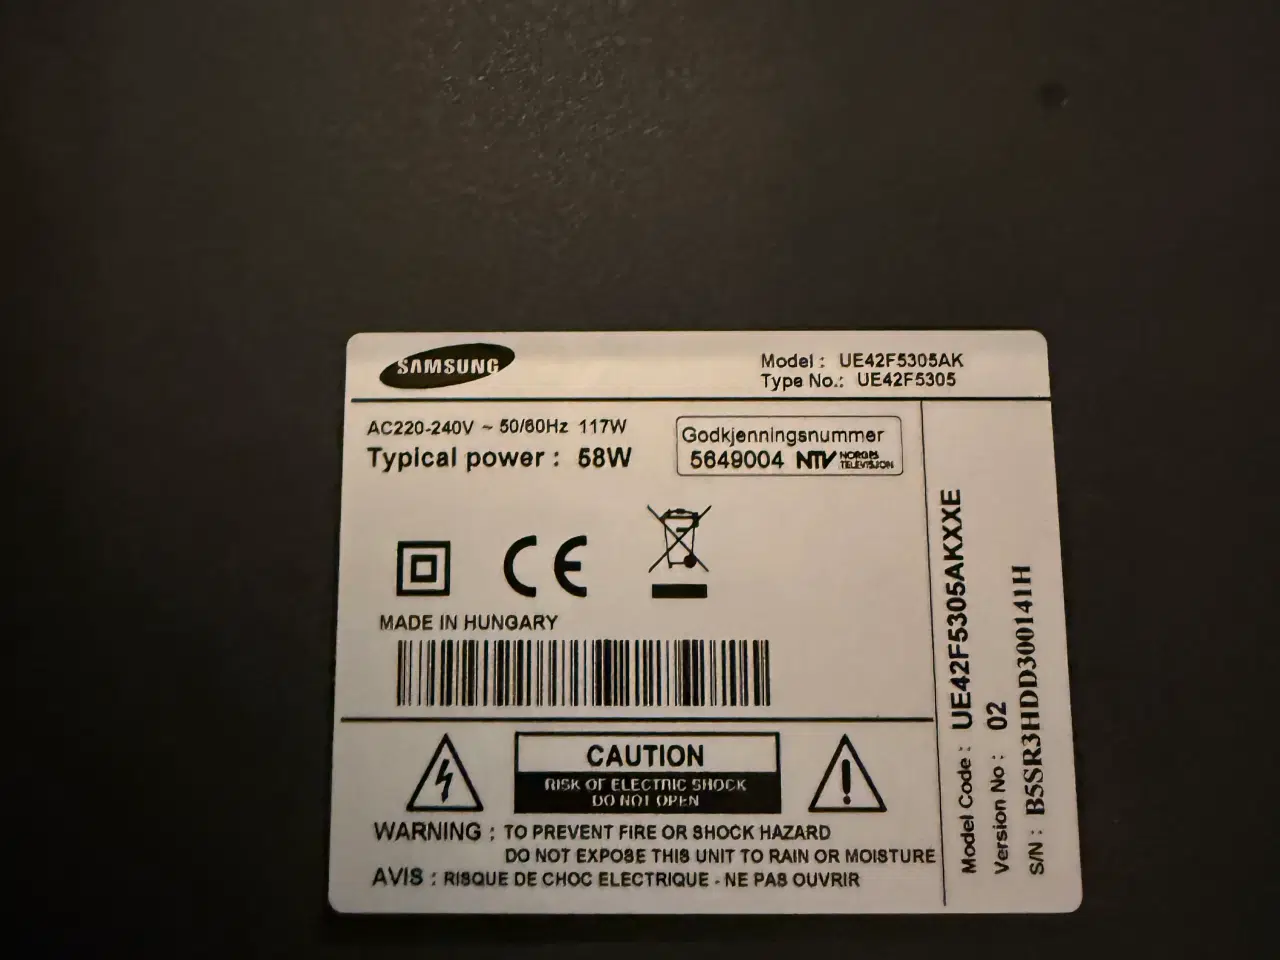 SAMSUNG
Model : UE42F5305AK
Type No.: UE42F5305
AC220-240V ~ 50/60Hz 117W
Typical power : 58W
Godkjenningsnummer
5649004 NTV NORGES TELEVISJON
CE
MADE IN HUNGARY
CAUTION
RISK OF ELECTRIC SHOCK
DO NOT OPEN
WARNING : TO PREVENT FIRE OR SHOCK HAZARD
DO NOT EXPOSE THIS UNIT TO RAIN OR MOISTURE
AVIS : RISQUE DE CHOC ELECTRIQUE - NE PAS OUVRIR
Model Code : UE42F5305AKXXE
Version No : 02
S/N : B5SR3HDD300141H